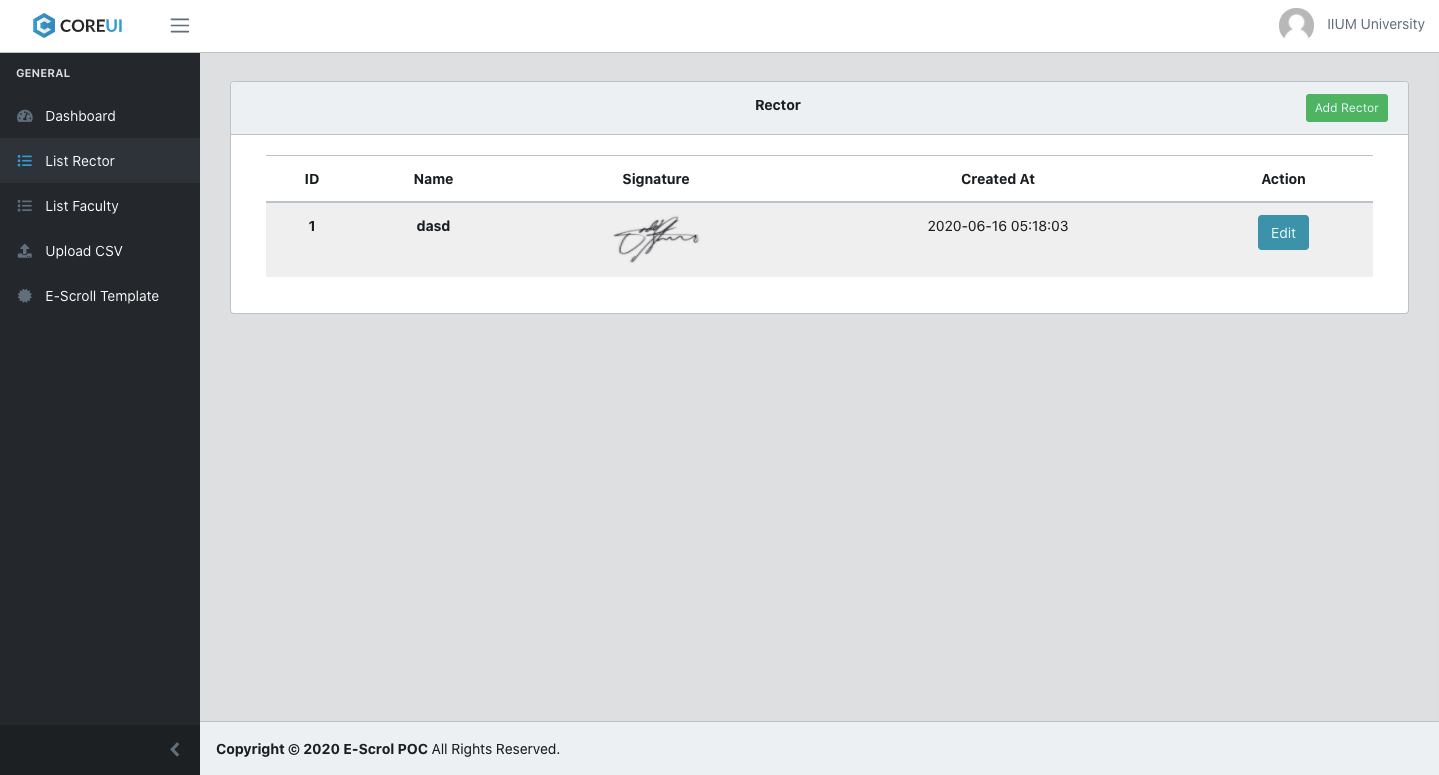 COREUI
IIUM University
GENERAL
Dashboard
List Rector
List Faculty
Upload CSV
E-Scroll Template
Rector
Add Rector
ID Name Signature Created At Action
1 dasd 2020-06-16 05:18:03 Edit
Copyright © 2020 E-Scrol POC All Rights Reserved.